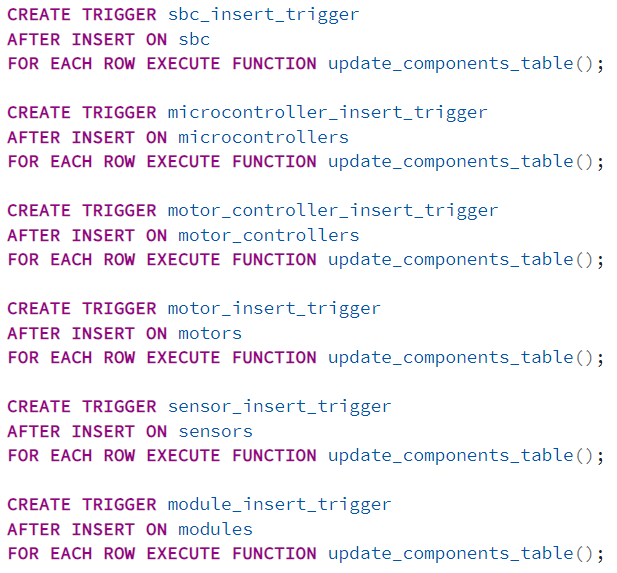 CREATE TRIGGER sbc_insert_trigger
AFTER INSERT ON sbc
FOR EACH ROW EXECUTE FUNCTION update_components_table();
CREATE TRIGGER microcontroller_insert_trigger
AFTER INSERT ON microcontrollers
FOR EACH ROW EXECUTE FUNCTION update_components_table();
CREATE TRIGGER motor_controller_insert_trigger
AFTER INSERT ON motor_controllers
FOR EACH ROW EXECUTE FUNCTION update_components_table();
CREATE TRIGGER motor_insert_trigger
AFTER INSERT ON motors
FOR EACH ROW EXECUTE FUNCTION update_components_table();
CREATE TRIGGER sensor_insert_trigger
AFTER INSERT ON sensors
FOR EACH ROW EXECUTE FUNCTION update_components_table();
CREATE TRIGGER module_insert_trigger
AFTER INSERT ON modules
FOR EACH ROW EXECUTE FUNCTION update_components_table();